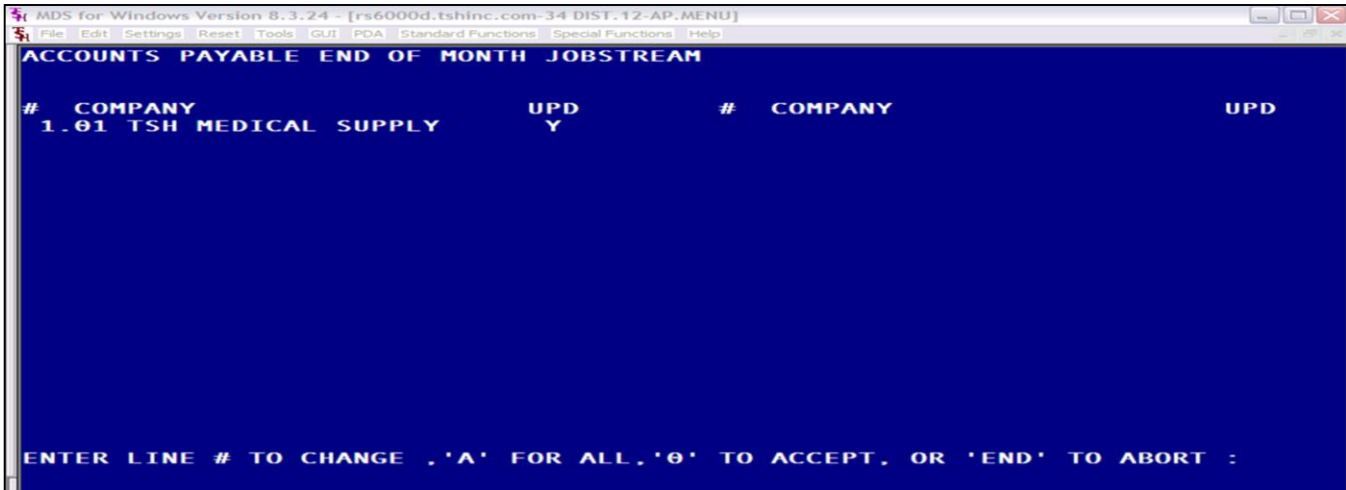 MDS for Windows Version 8.3.24 - [rs6000d.tshinc.com-34 DIST.12-AP.MENU]
File Edit Settings Reset Tools GUI PDA Standard Functions Special Functions Help
ACCOUNTS PAYABLE END OF MONTH JOBSTREAM
# COMPANY UPD # COMPANY UPD
1.01 TSH MEDICAL SUPPLY Y
ENTER LINE # TO CHANGE ,'A' FOR ALL,'0' TO ACCEPT, OR 'END' TO ABORT :